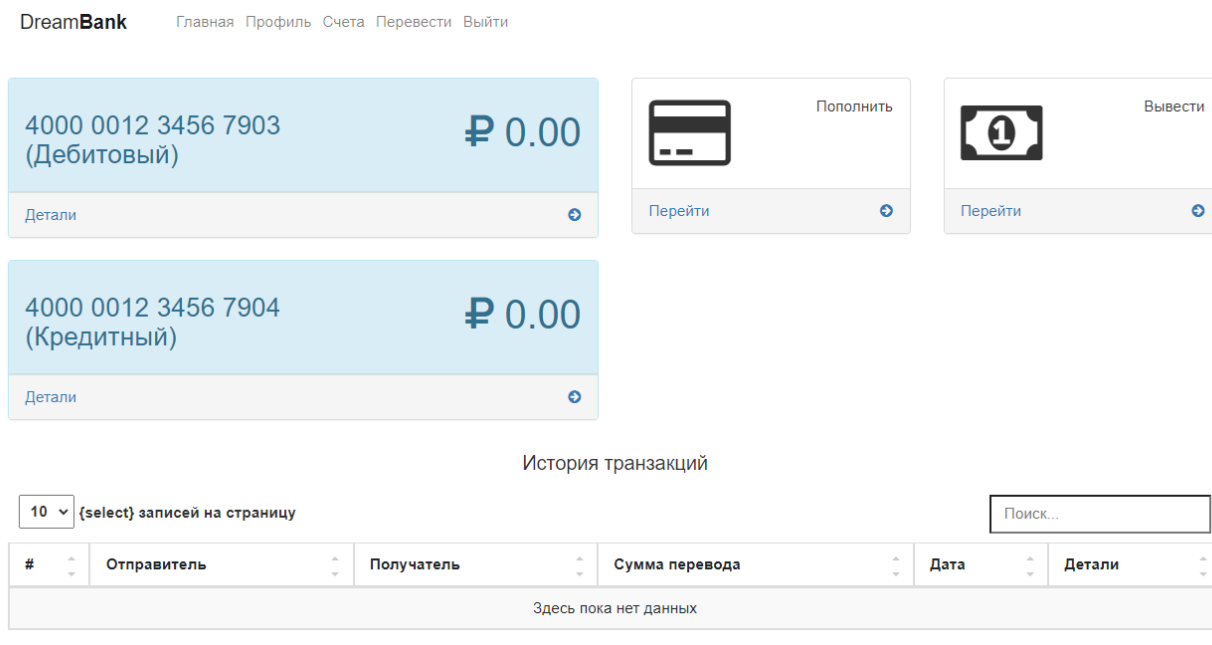 DreamBank Главная Профиль Счета Перевести Выйти
4000 0012 3456 7903
(Дебитовый)
₽ 0.00
Детали
Пополнить
Перейти
1
Вывести
Перейти
4000 0012 3456 7904
(Кредитный)
₽ 0.00
Детали
История транзакций
10 {select} записей на страницу
Поиск...
# Отправитель Получатель Сумма перевода Дата Детали
Здесь пока нет данных